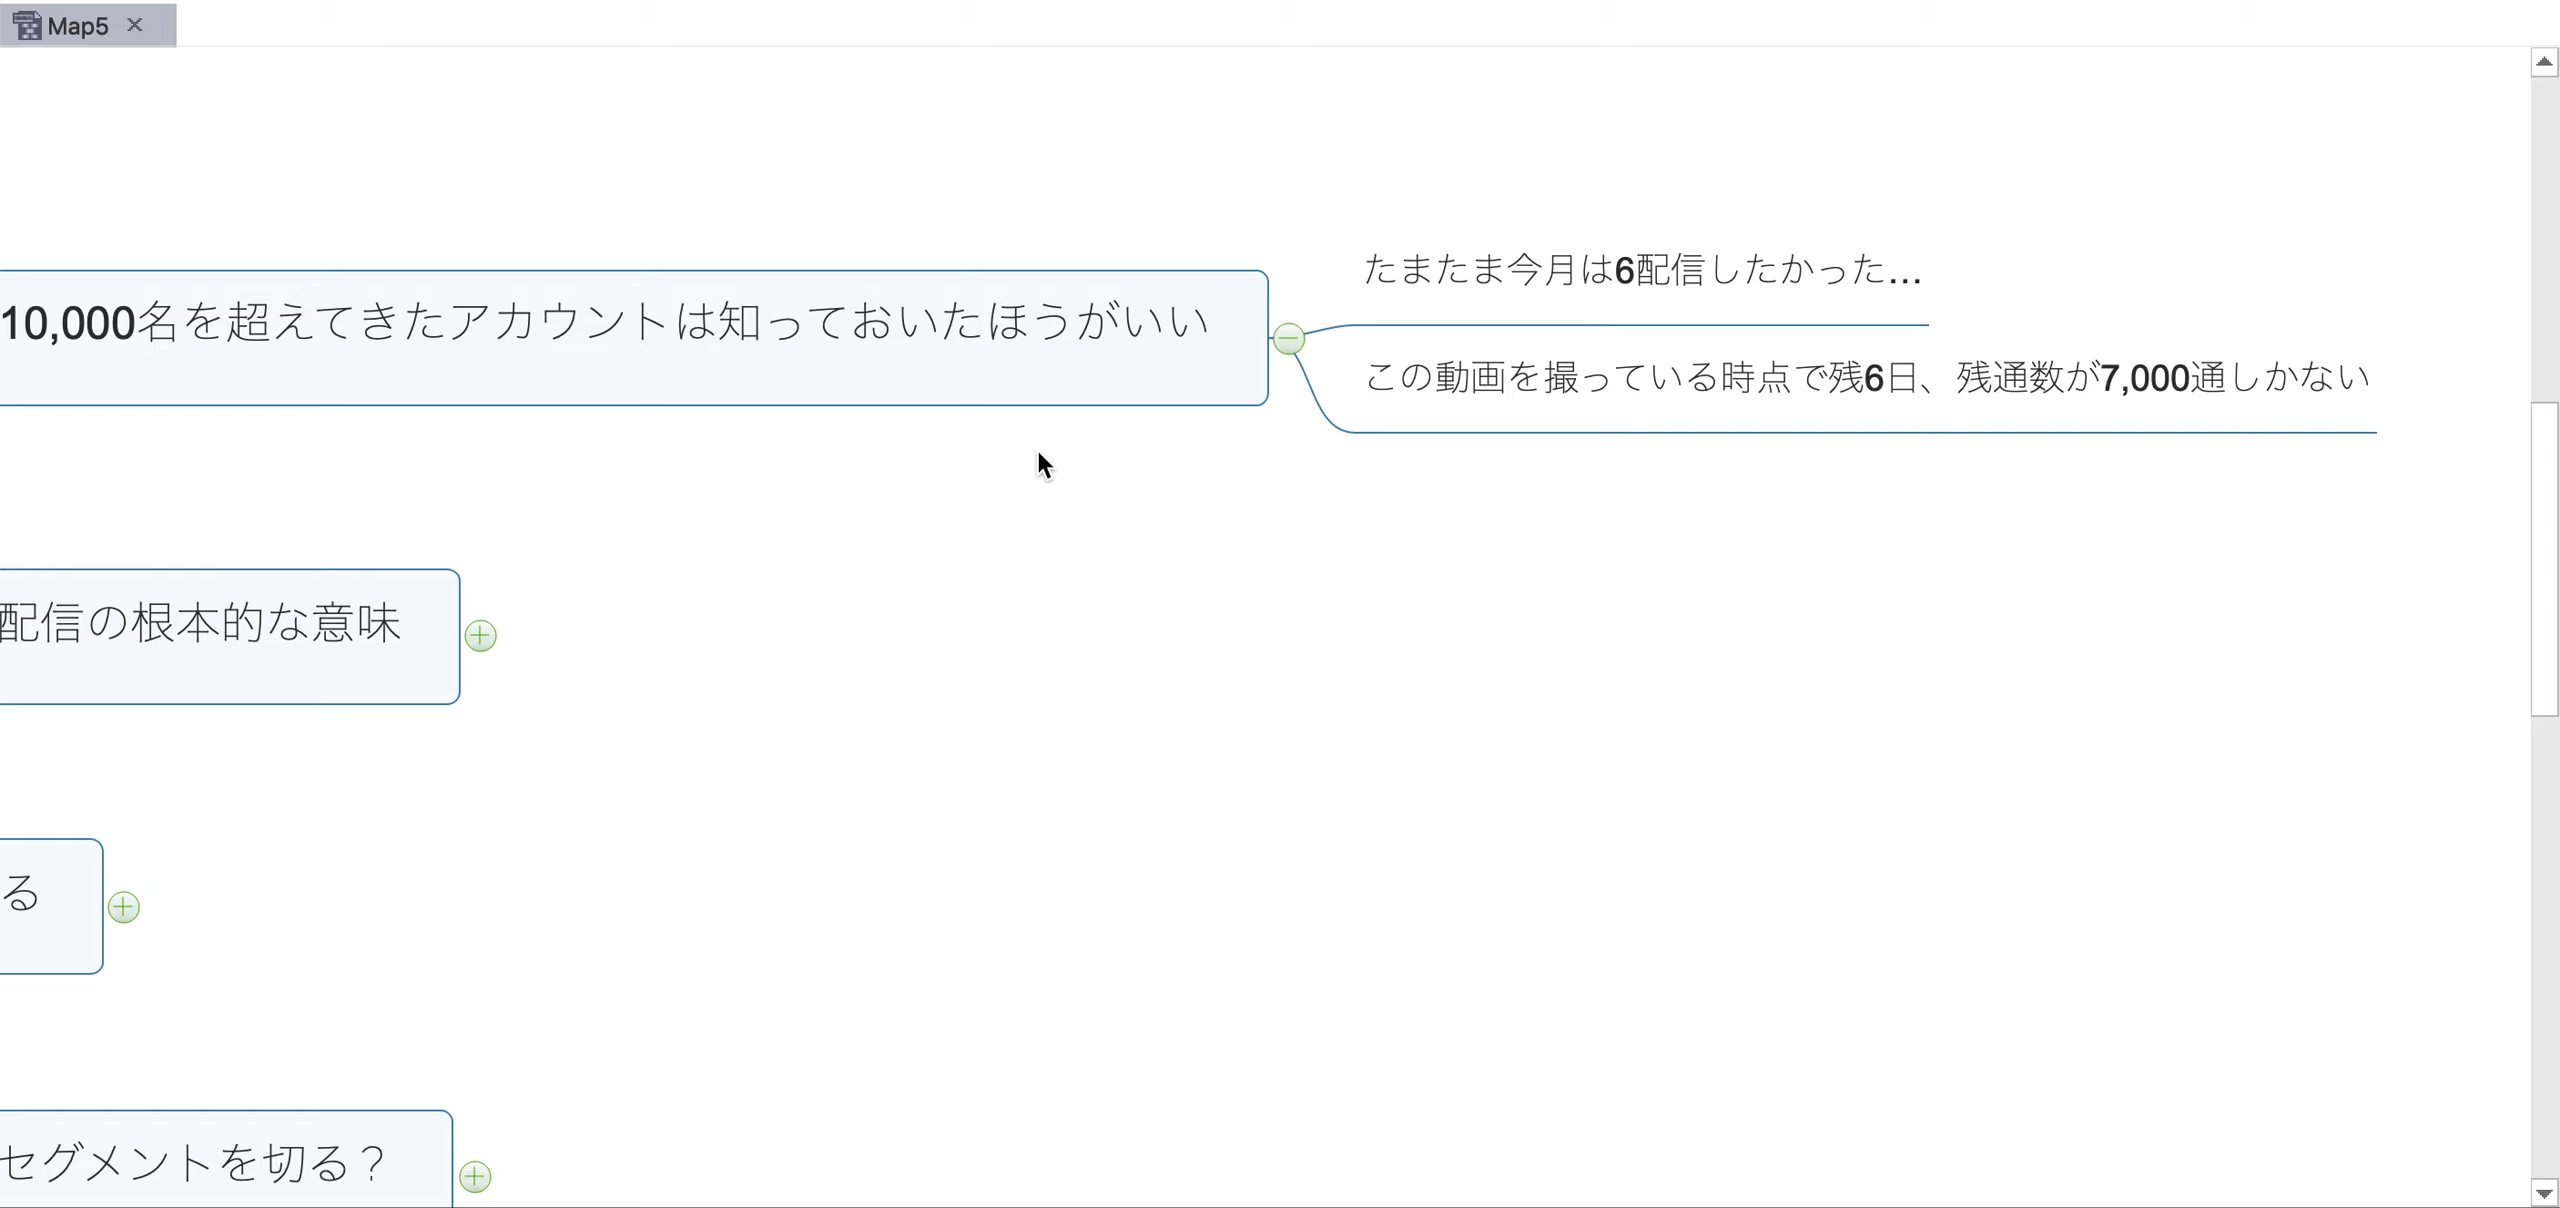 Map5
たまたま今月は6配信したかった...
10,000名を超えてきたアカウントは知っておいたほうがいい
この動画を撮っている時点で残6日、残通数が7,000通しかない
配信の根本的な意味
る
セグメントを切る？